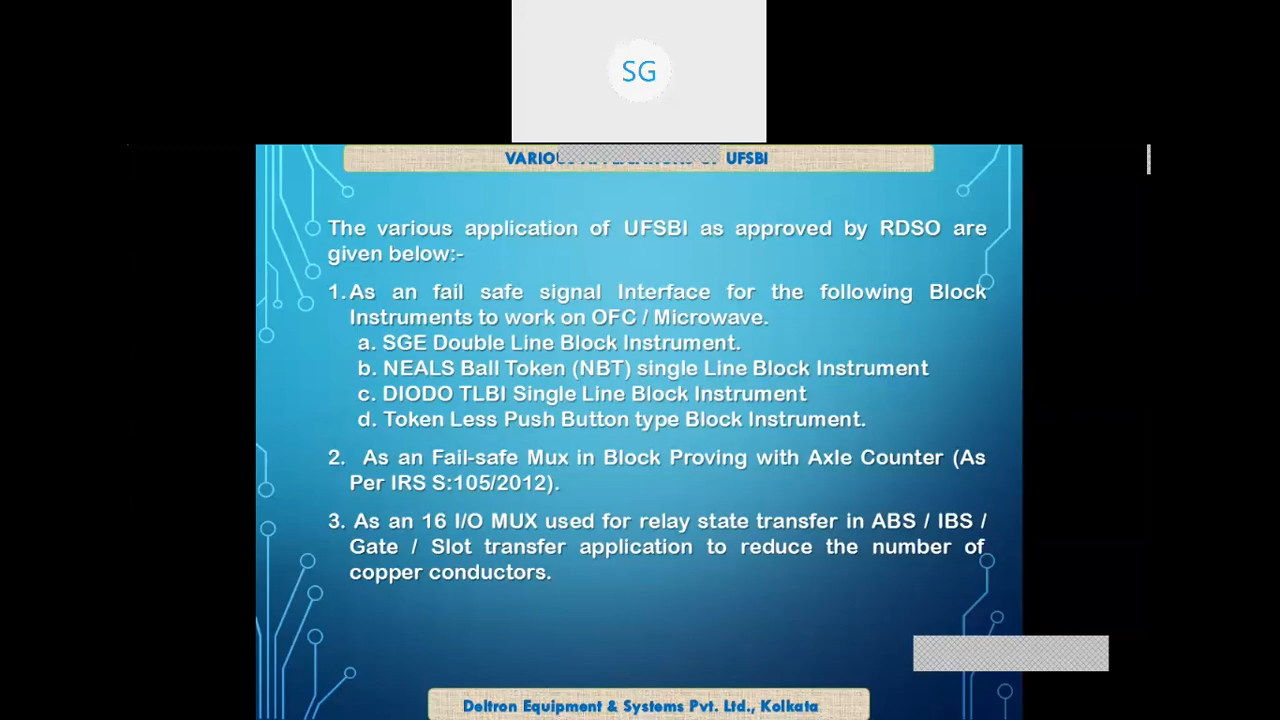 SG
VARIOUS APPLICATIONS OF UFSBI
The various application of UFSBI as approved by RDSO are
given below:-
1. As an fail safe signal Interface for the following Block
Instruments to work on OFC / Microwave.
a. SGE Double Line Block Instrument.
b. NEALS Ball Token (NBT) single Line Block Instrument
c. DIODO TLBI Single Line Block Instrument
d. Token Less Push Button type Block Instrument.
2. As an Fail-safe Mux in Block Proving with Axle Counter (As
Per IRS S:105/2012).
3. As an 16 I/O MUX used for relay state transfer in ABS / IBS /
Gate / Slot transfer application to reduce the number of
copper conductors.
Deltron Equipment & Systems Pvt. Ltd., Kolkata